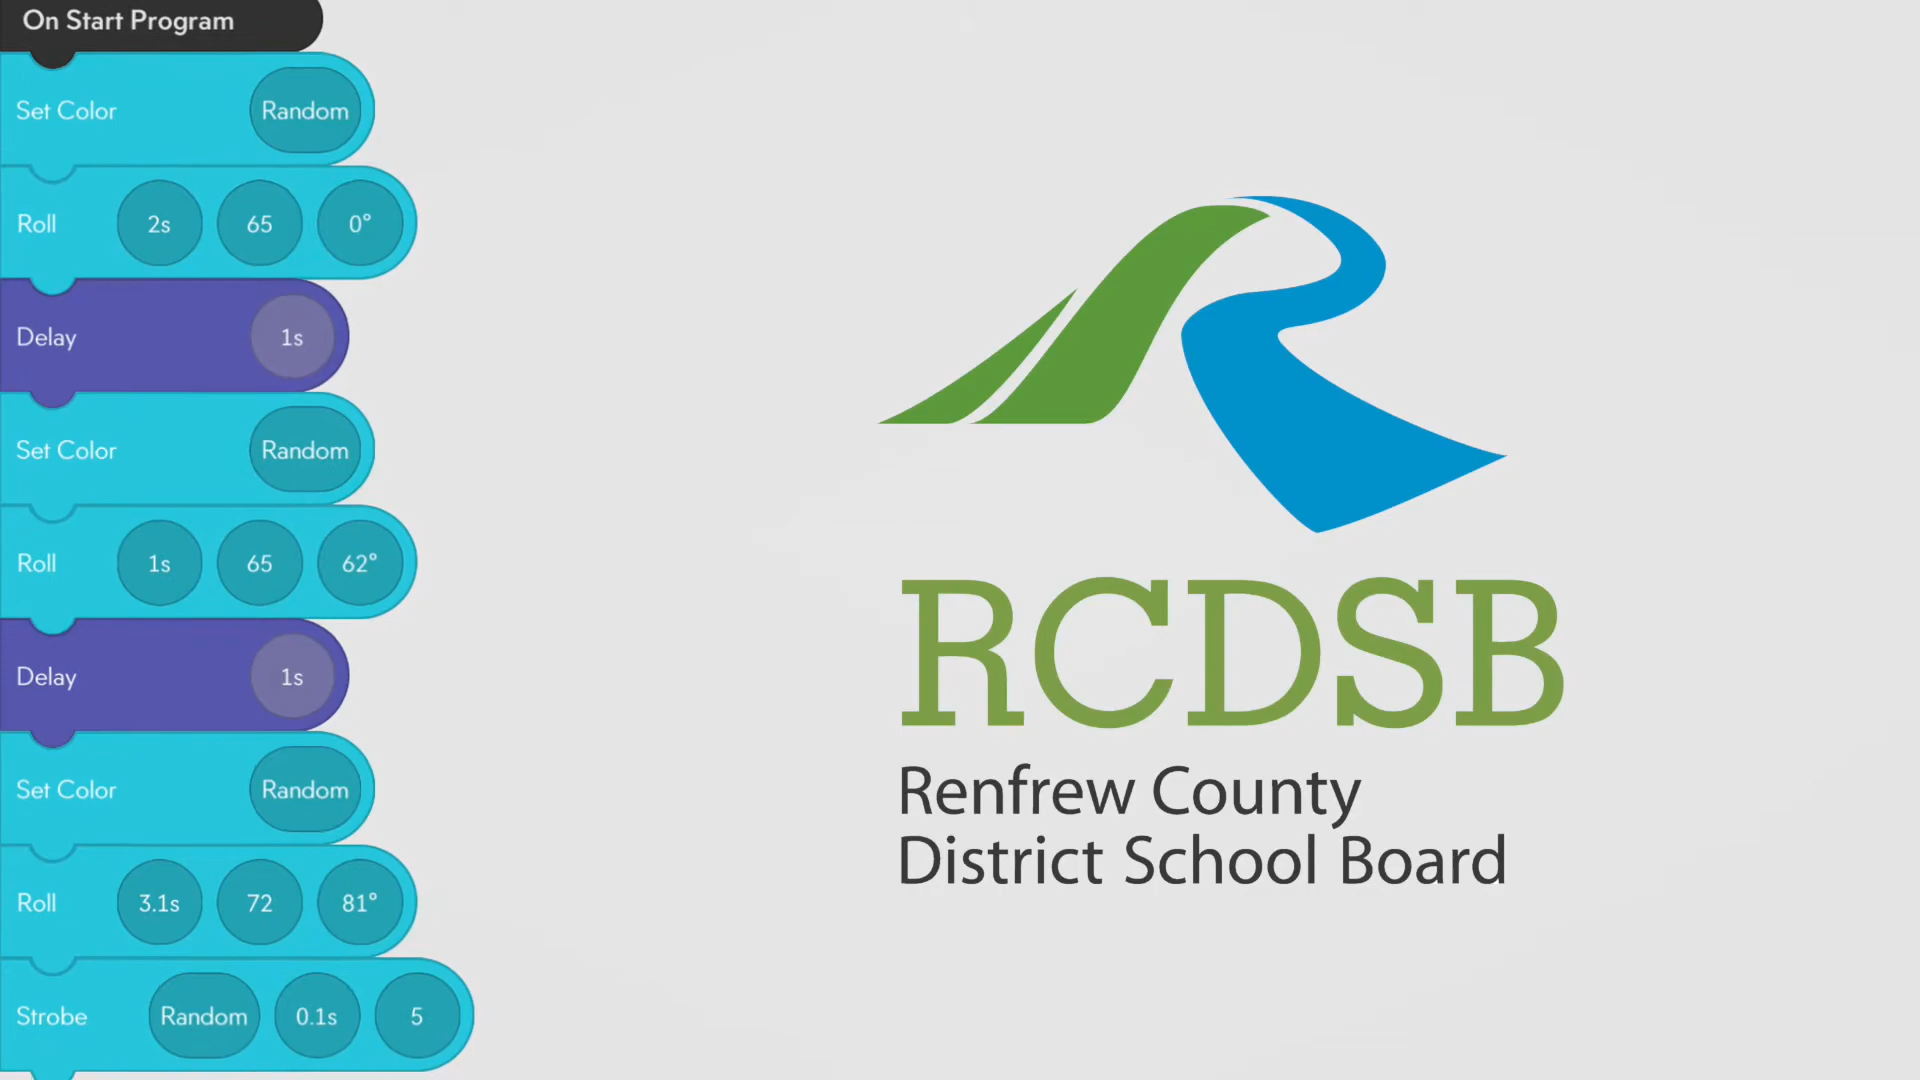 On Start Program
Set Color Random
Roll 2s 65 0°
Delay 1s
Set Color Random
Roll 1s 65 62°
Delay 1s
Set Color Random
Roll 3.1s 72 81°
Strobe Random 0.1s 5
RCDSB
Renfrew County
District School Board